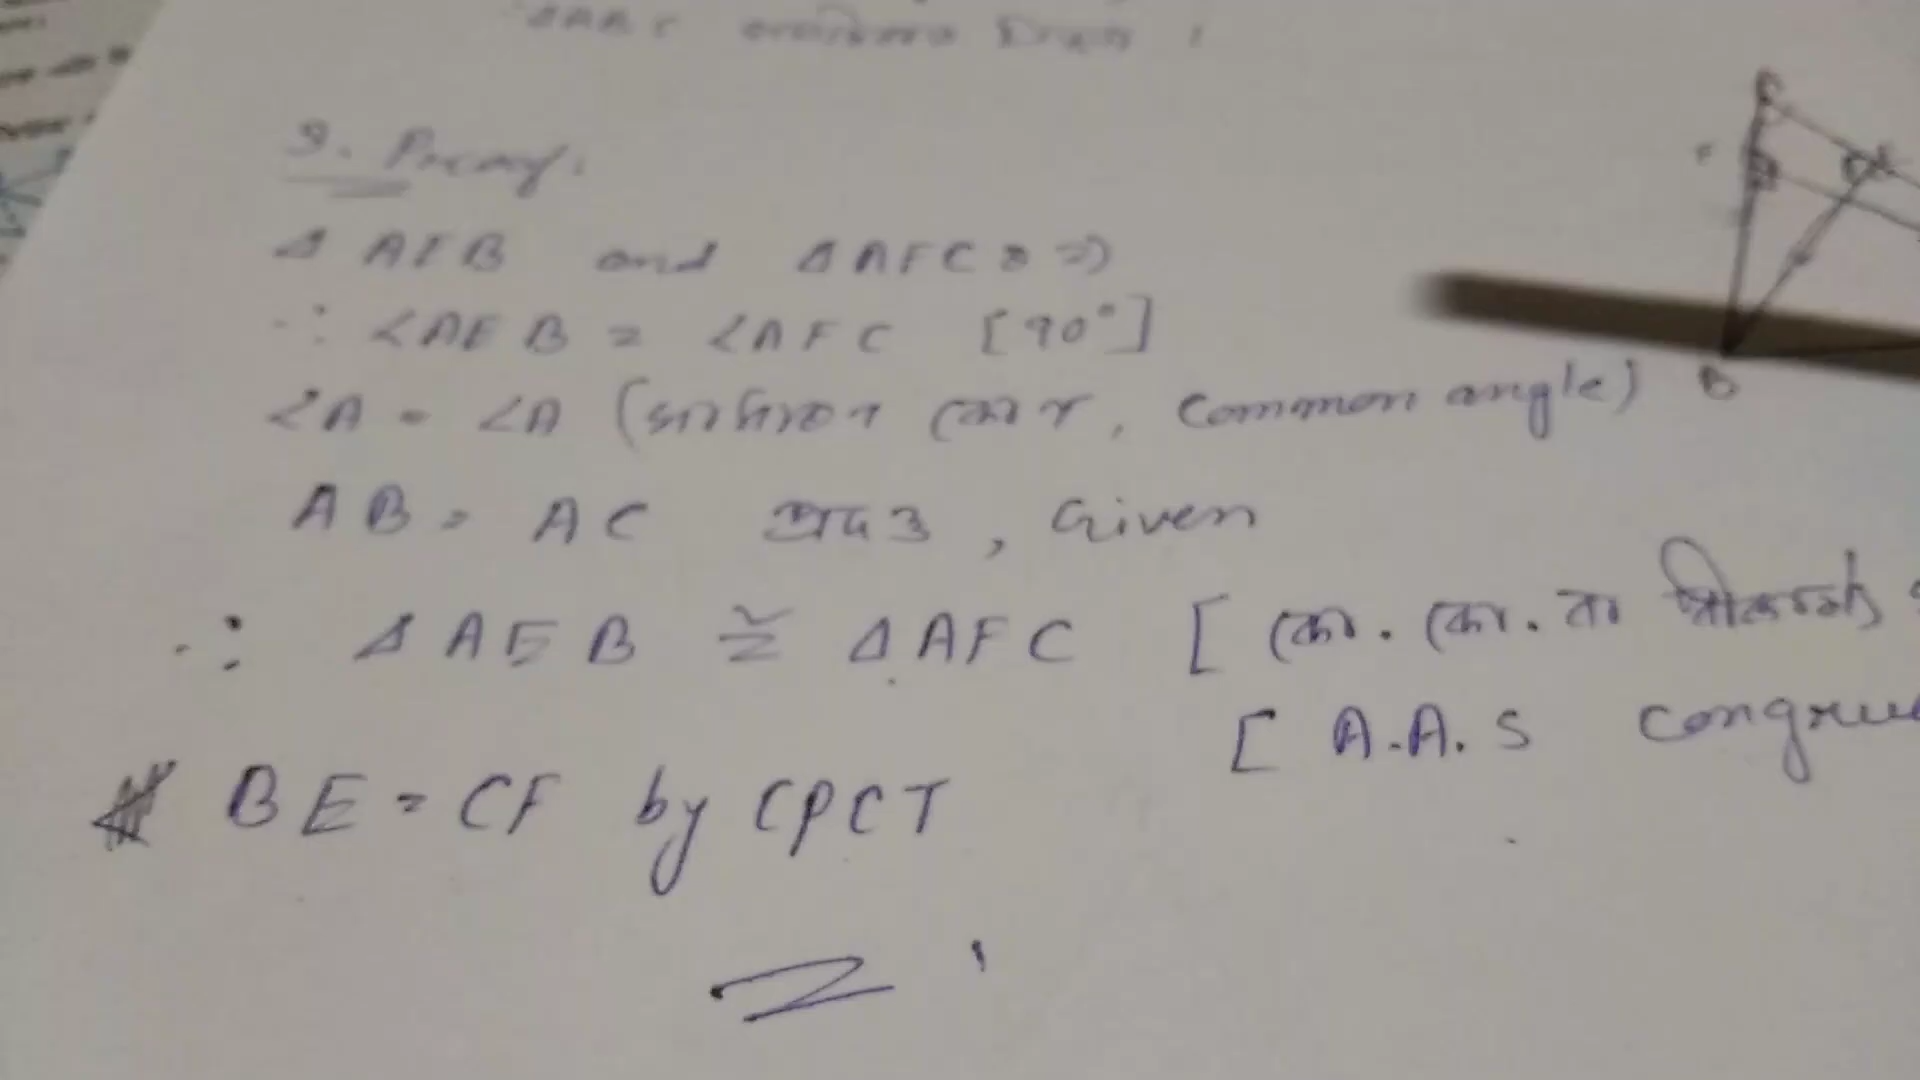 9. Proof:
Δ AEB and Δ AFC
∴ ∠AEB = ∠AFC [90°]
∠A = ∠A (সাধারণ কোণ, Common angle)
AB = AC প্রদত্ত, Given
∴ Δ AEB ≅ Δ AFC [কো. কো. বা
[A.A.S
BE = CF by CPCT
B